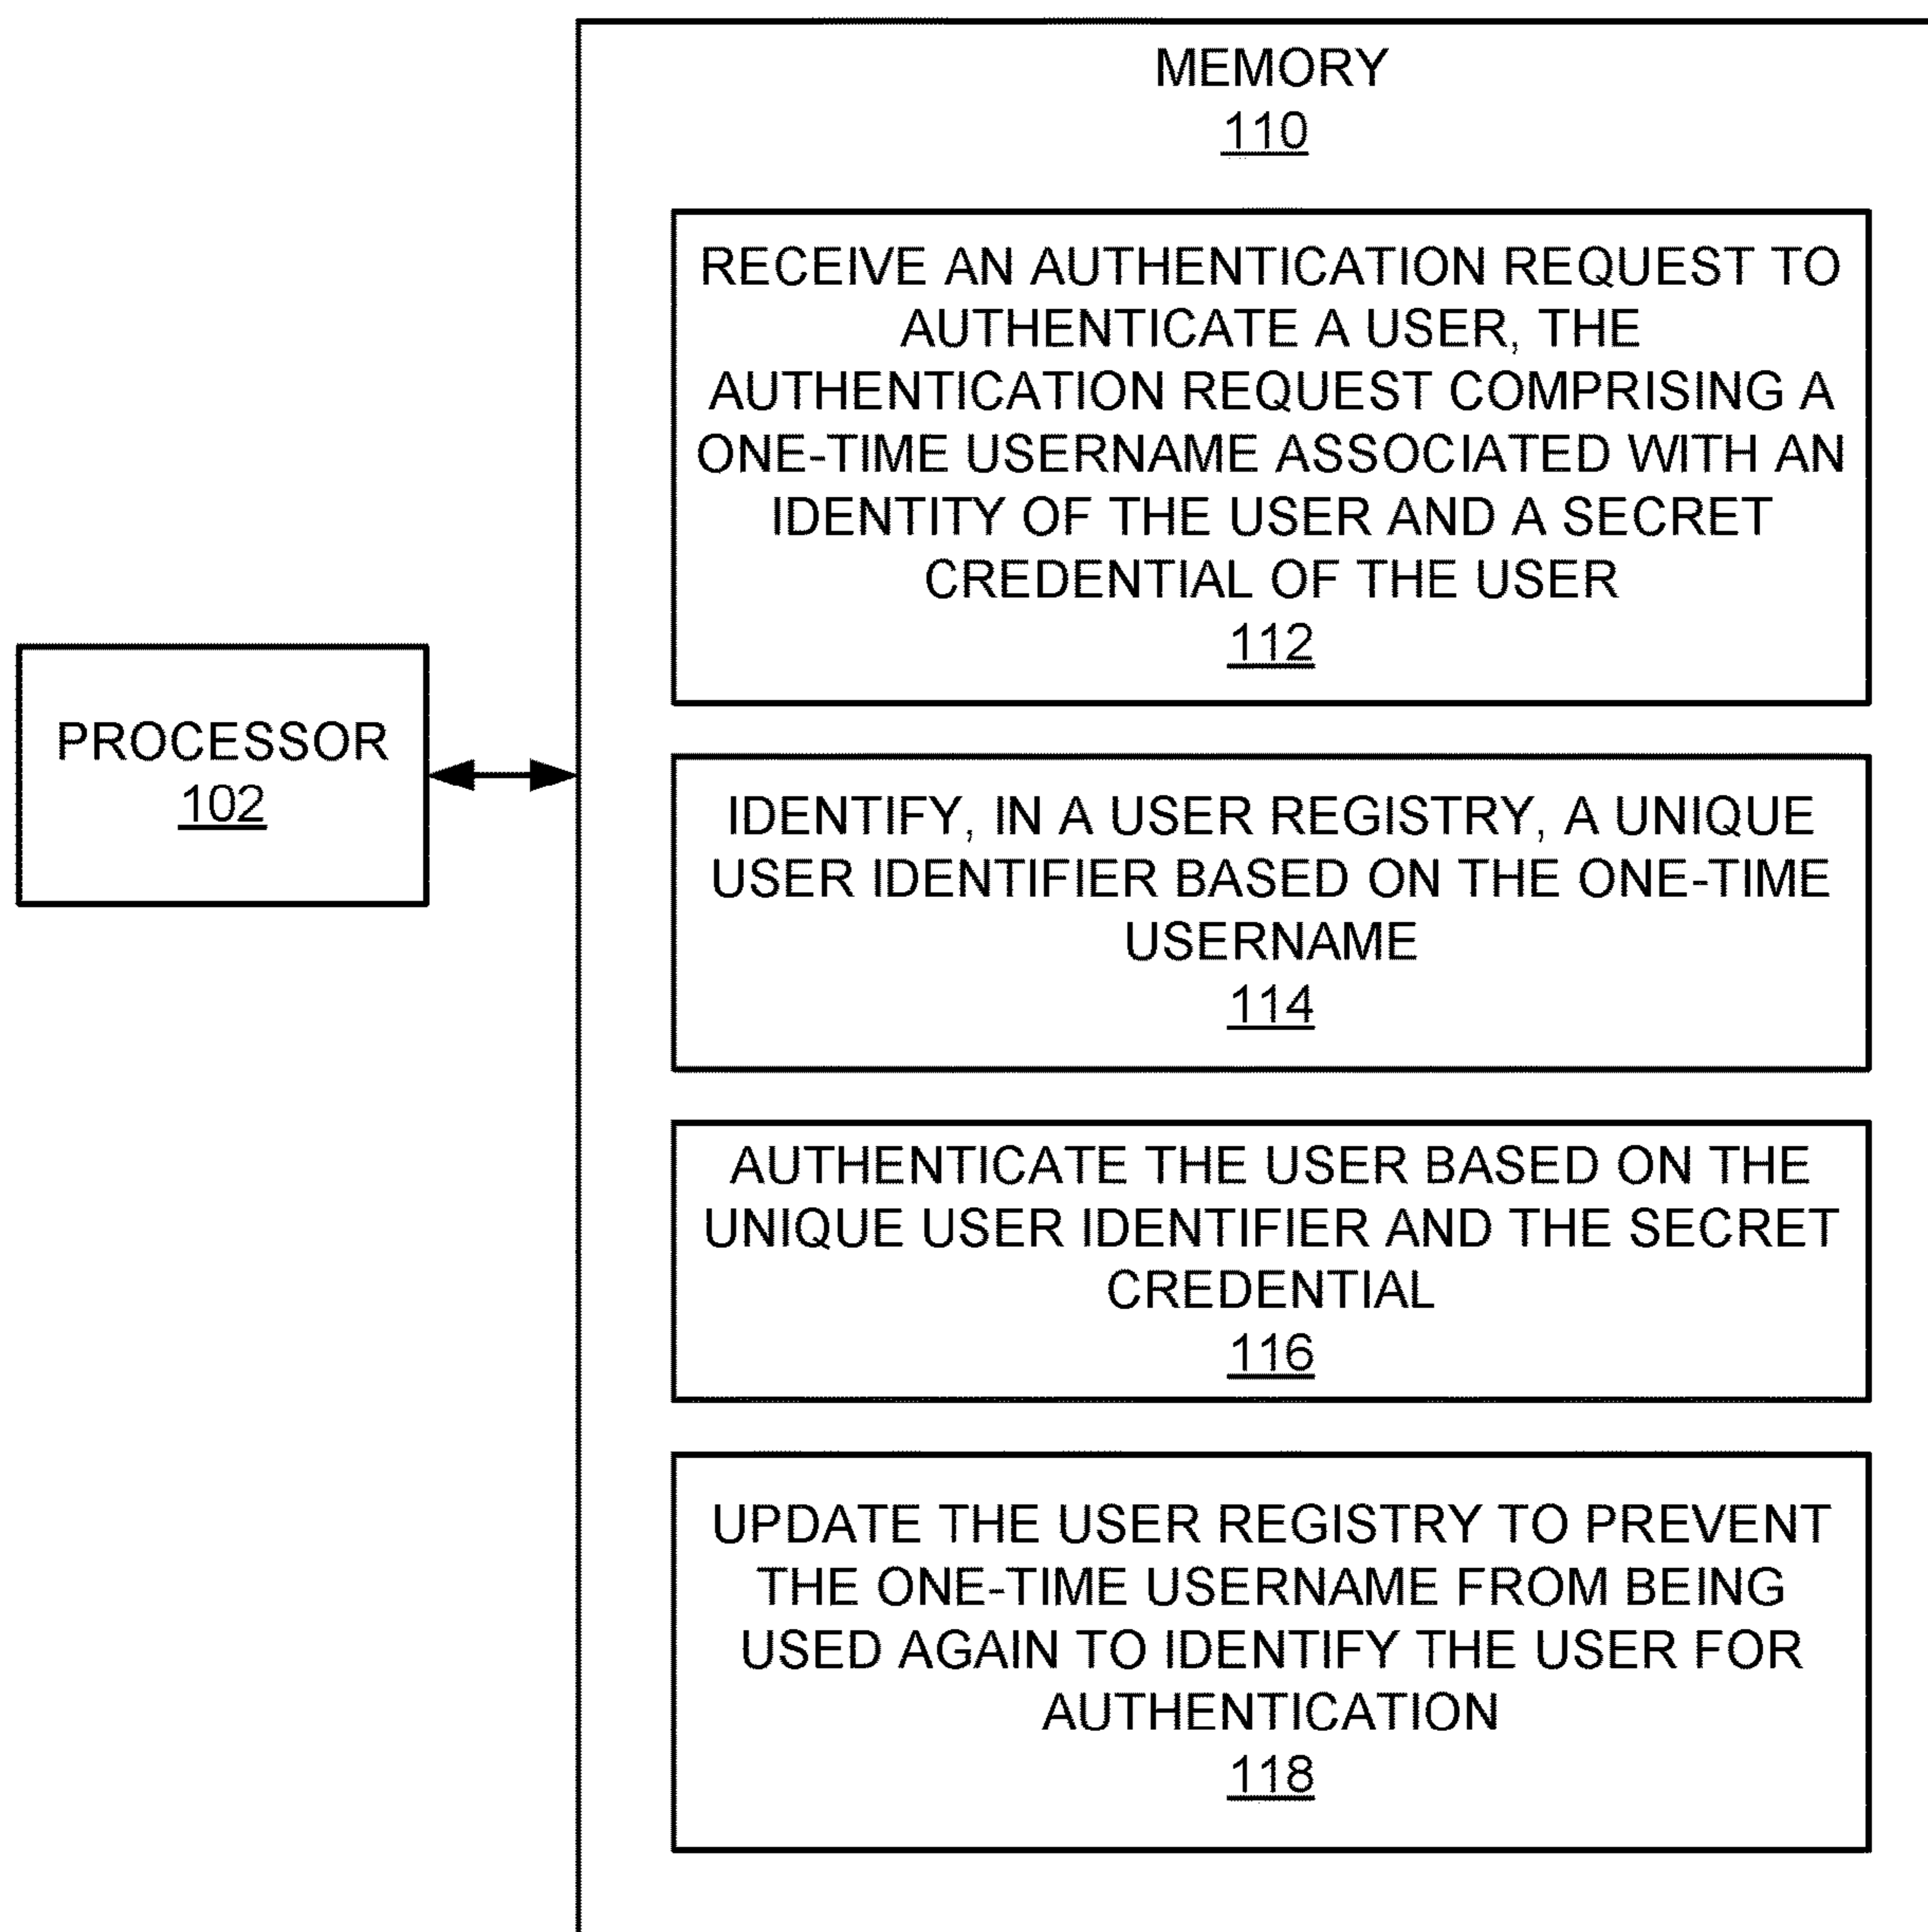 MEMORY
110
RECEIVE AN AUTHENTICATION REQUEST TO
AUTHENTICATE A USER, THE
AUTHENTICATION REQUEST COMPRISING A
ONE-TIME USERNAME ASSOCIATED WITH AN
IDENTITY OF THE USER AND A SECRET
CREDENTIAL OF THE USER
112
PROCESSOR
102
IDENTIFY, IN A USER REGISTRY, A UNIQUE
USER IDENTIFIER BASED ON THE ONE-TIME
USERNAME
114
AUTHENTICATE THE USER BASED ON THE
UNIQUE USER IDENTIFIER AND THE SECRET
CREDENTIAL
116
UPDATE THE USER REGISTRY TO PREVENT
THE ONE-TIME USERNAME FROM BEING
USED AGAIN TO IDENTIFY THE USER FOR
AUTHENTICATION
118